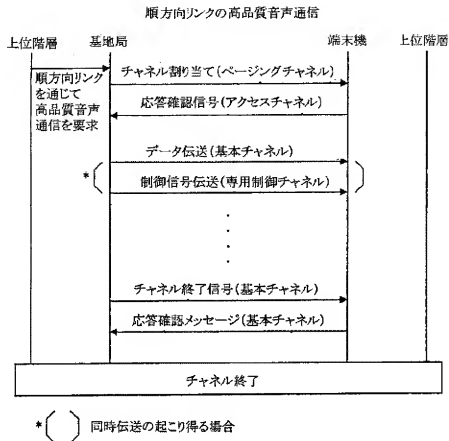 順方向リンクの高品質音声通信
上位階層 基地局 端末機 上位階層
順方向リンク
を通じて
高品質音声
通信を要求
チャネル割り当て(ページングチャネル)
応答確認信号(アクセスチャネル)
データ伝送(基本チャネル)
*
制御信号伝送(専用制御チャネル)
チャネル終了信号(基本チャネル)
応答確認メッセージ(基本チャネル)
チャネル終了
*( ) 同時伝送の起こり得る場合